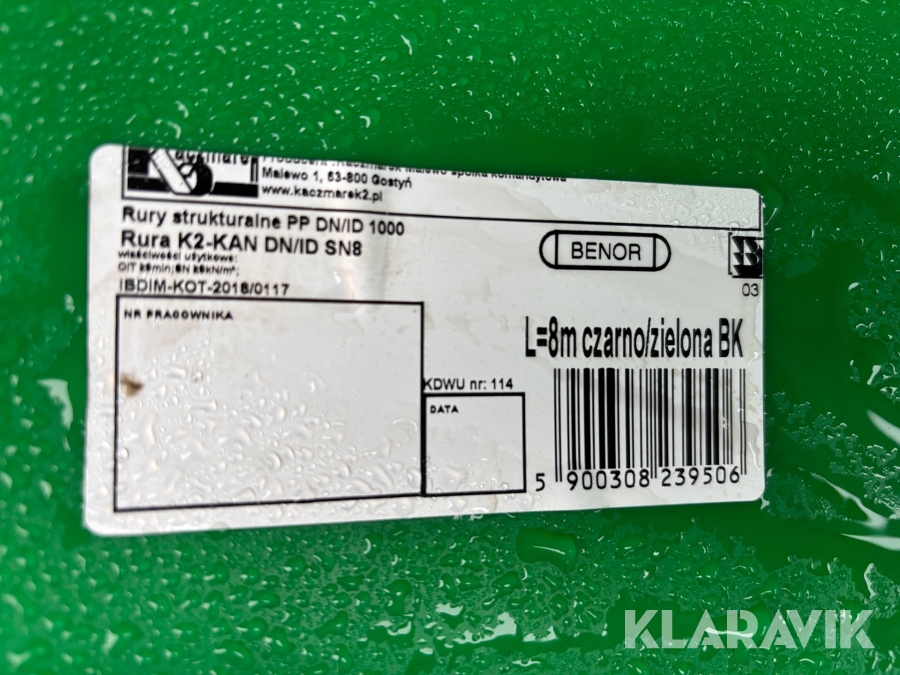 Kaczmarek
Producent :Kaczmarek Malewo spółka komandytowa
Malewo 1, 63-800 Gostyń
www.kaczmarek2.pl
Rury strukturalne PP DN/ID 1000
Rura K2-KAN DN/ID SN8
właściwości użytkowe:
IBDIM-KOT-2018/0117
BENOR
B
03
NR PRACOWNIKA
L=8m czarno/zielona BK
KDWU nr: 114
DATA
5 900308 239506
KLARAVIK